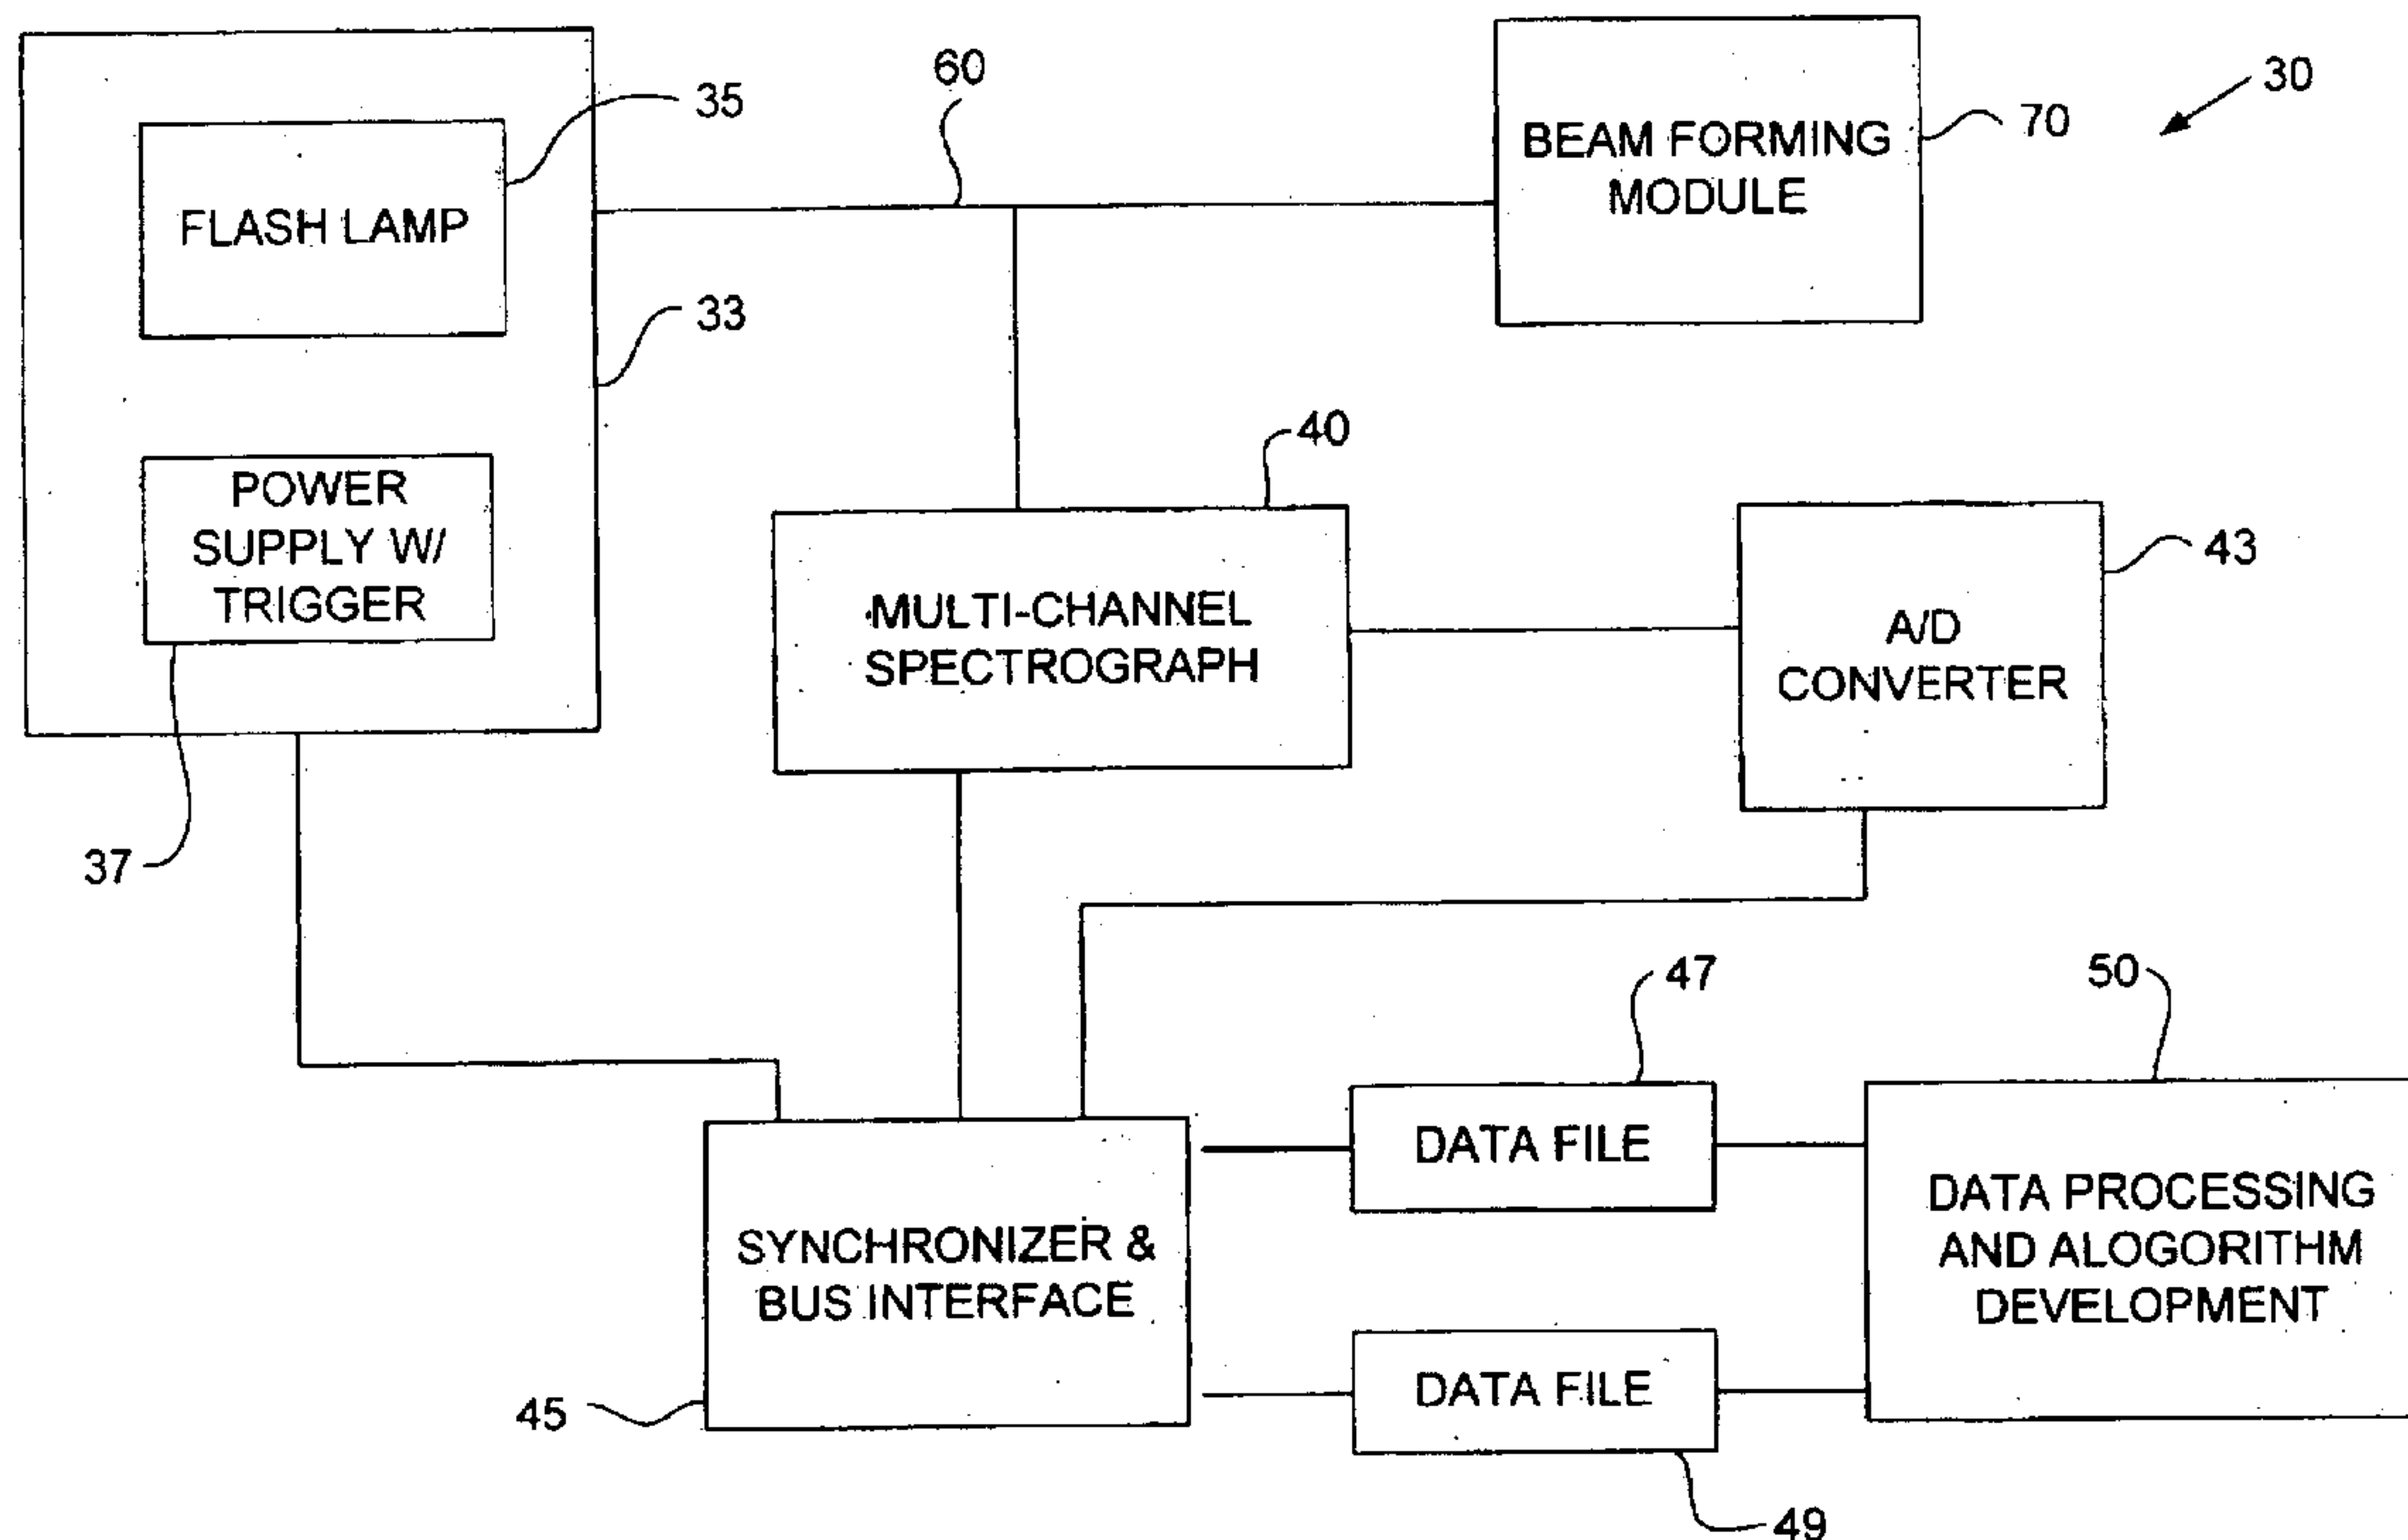 60
30
35
70
BEAM FORMING
MODULE
FLASH LAMP
33
40
POWER
SUPPLY W/
TRIGGER
43
MULTI-CHANNEL
SPECTROGRAPH
A/D
CONVERTER
37
47
50
DATA FILE
DATA PROCESSING
AND ALOGORITHM
DEVELOPMENT
SYNCHRONIZER &
BUS INTERFACE
DATA FILE
45
49